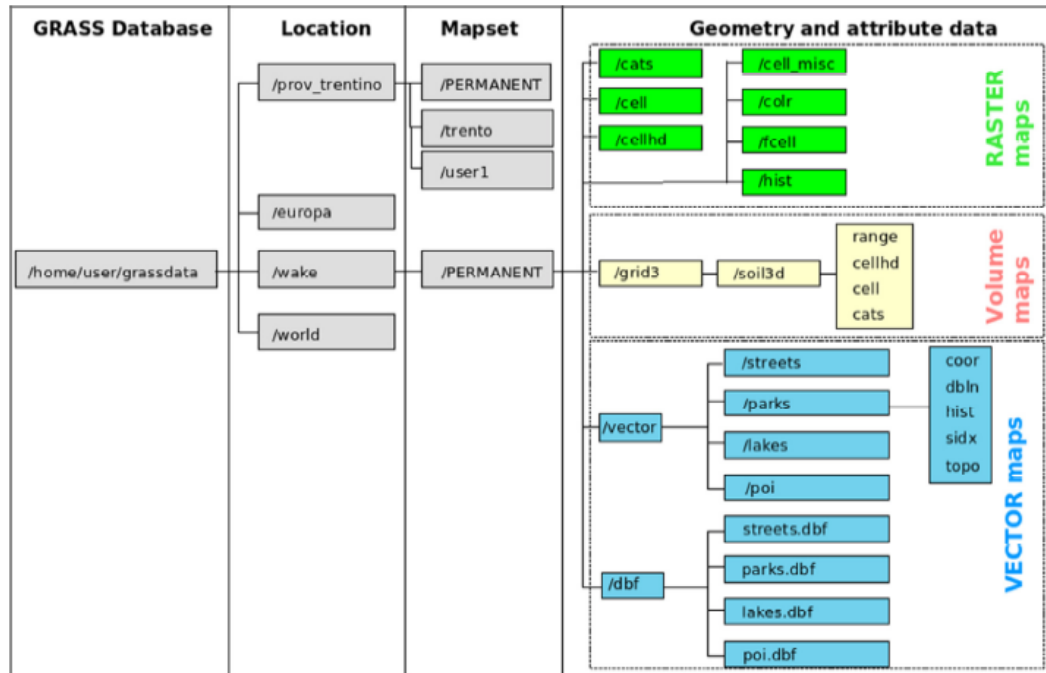 GRASS Database
Location
Mapset
Geometry and attribute data
/home/user/grassdata
/prov_trentino
/europa
/wake
/world
/PERMANENT
/trento
/user1
/PERMANENT
/cats
/cell
/cellhd
/cell_misc
/colr
/fcell
/hist
RASTER
maps
/grid3
/soil3d
range
cellhd
cell
cats
Volume
maps
/vector
/streets
/parks
/lakes
/poi
coor
dbln
hist
sidx
topo
/dbf
streets.dbf
parks.dbf
lakes.dbf
poi.dbf
VECTOR maps